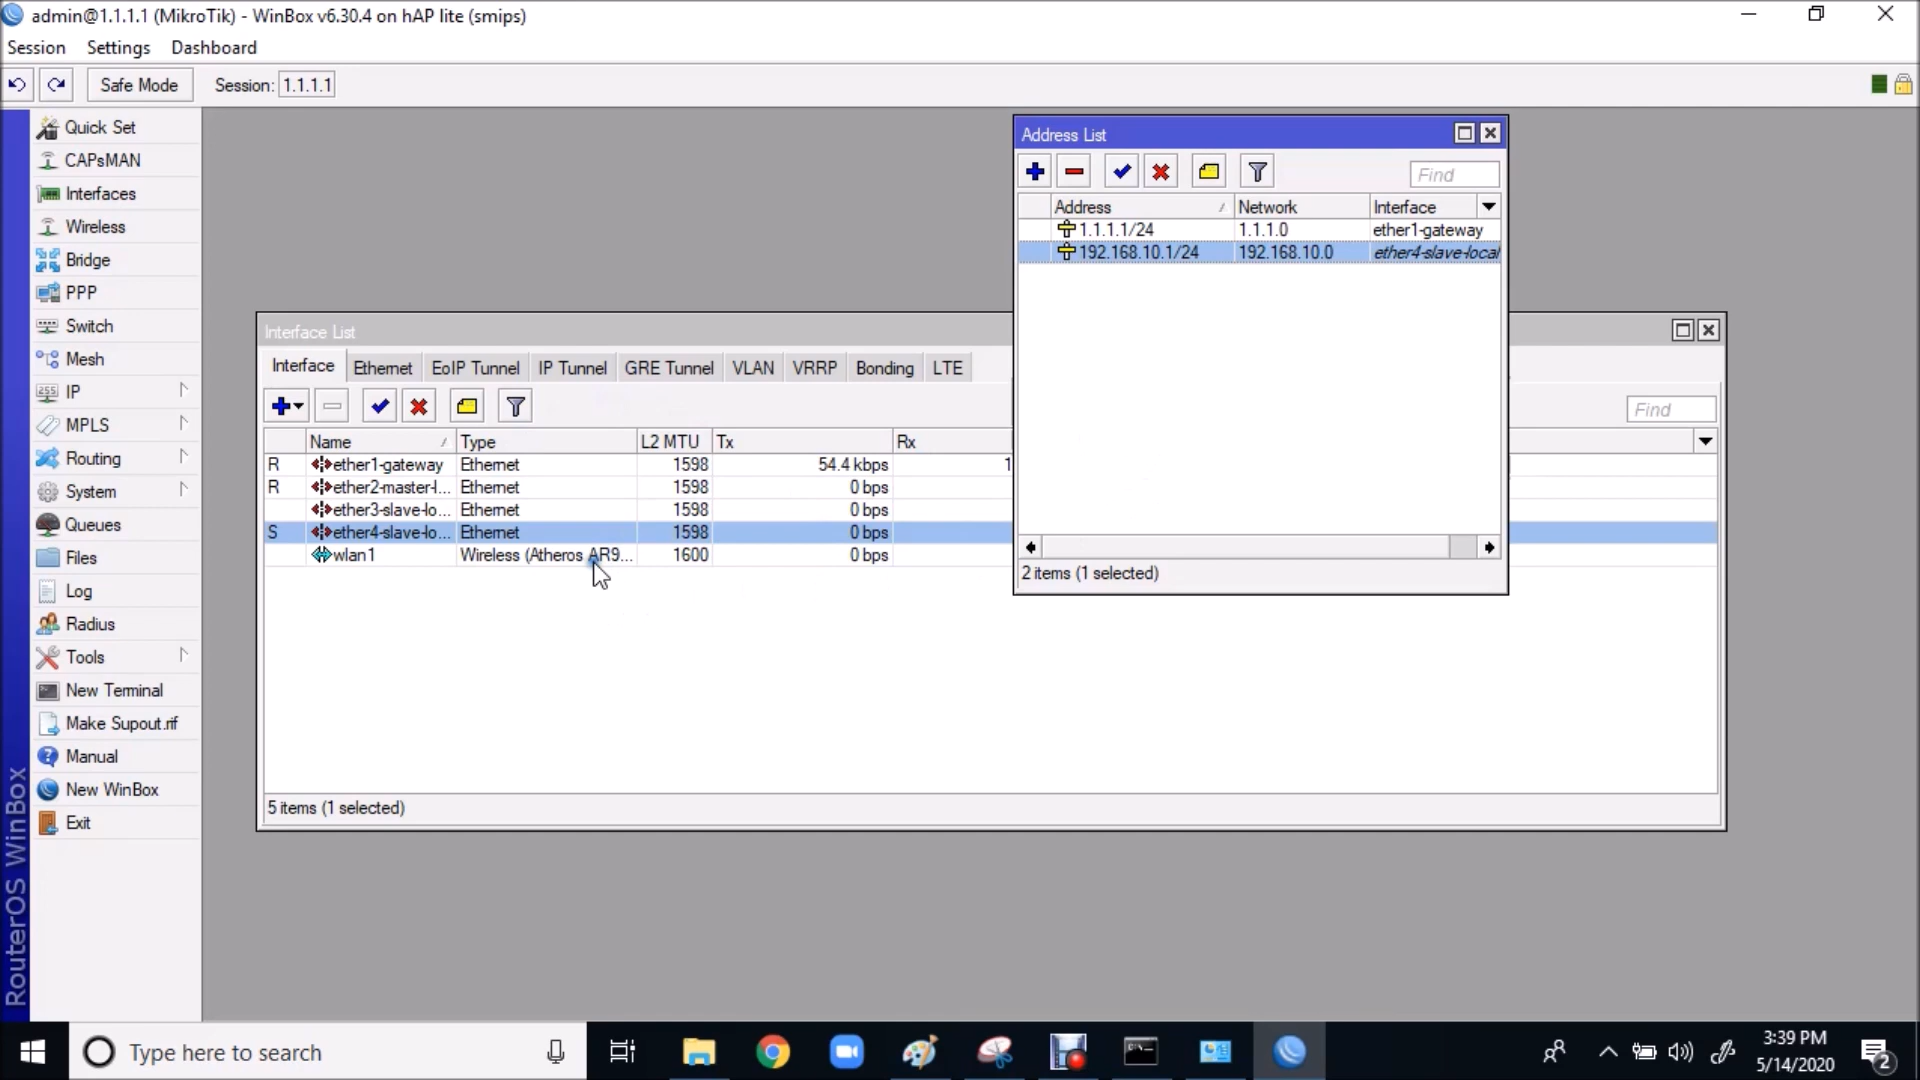 admin@1.1.1.1 (MikroTik) - WinBox v6.30.4 on hAP lite (smips)
Session Settings Dashboard
Safe Mode Session: 1.1.1.1
Quick Set
CAPsMAN
Interfaces
Wireless
Bridge
PPP
Switch
Mesh
IP
MPLS
Routing
System
Queues
Files
Log
Radius
Tools
New Terminal
Make Supout.rif
Manual
New WinBox
Exit
RouterOS WinBox
Address List
Find
Address Network Interface
1.1.1.1/24 1.1.1.0 ether1-gateway
192.168.10.1/24 192.168.10.0 ether4-slave-local
2 items (1 selected)
Interface List
Interface Ethernet EoIP Tunnel IP Tunnel GRE Tunnel VLAN VRRP Bonding LTE
Find
Name Type L2 MTU Tx Rx
R ether1-gateway Ethernet 1598 54.4 kbps 1
R ether2-master-l... Ethernet 1598 0 bps
ether3-slave-lo... Ethernet 1598 0 bps
S ether4-slave-lo... Ethernet 1598 0 bps
wlan1 Wireless (Atheros AR9... 1600 0 bps
5 items (1 selected)
Type here to search
3:39 PM
5/14/2020
2